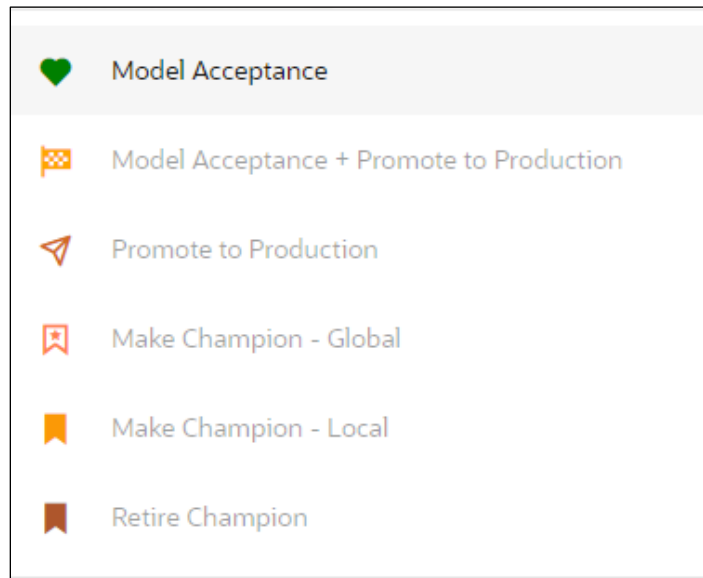 Model Acceptance
Model Acceptance + Promote to Production
Promote to Production
Make Champion - Global
Make Champion - Local
Retire Champion